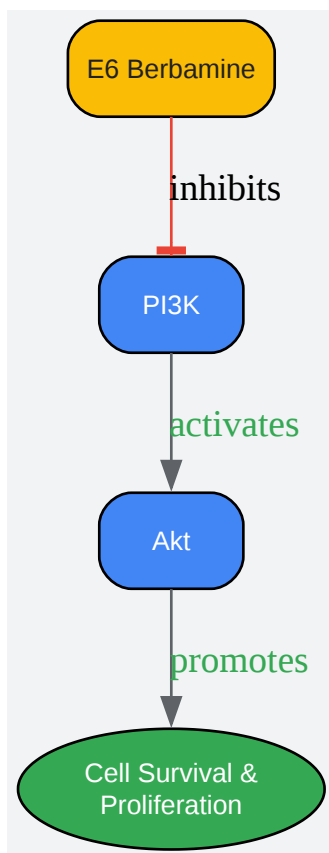 E6 Berbamine
inhibits
PI3K
activates
Akt
promotes
Cell Survival &
Proliferation